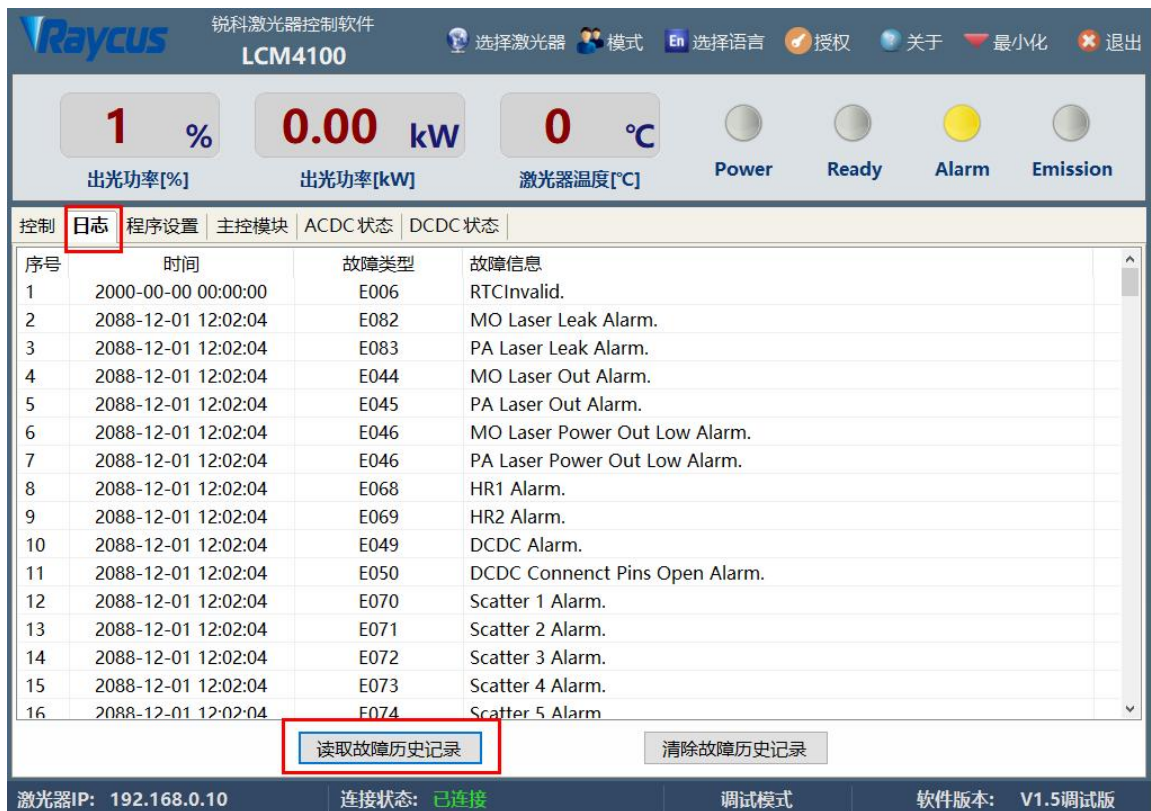 Raycus
锐科激光器控制软件
LCM4100
选择激光器 模式 En 选择语言 授权 关于 最小化 退出
1 % 0.00 kW 0 ℃
出光功率[%] 出光功率[kW] 激光器温度[℃] Power Ready Alarm Emission
控制 日志 程序设置 主控模块 ACDC状态 DCDC状态
序号 时间 故障类型 故障信息
1 2000-00-00 00:00:00 E006 RTCInvalid.
2 2088-12-01 12:02:04 E082 MO Laser Leak Alarm.
3 2088-12-01 12:02:04 E083 PA Laser Leak Alarm.
4 2088-12-01 12:02:04 E044 MO Laser Out Alarm.
5 2088-12-01 12:02:04 E045 PA Laser Out Alarm.
6 2088-12-01 12:02:04 E046 MO Laser Power Out Low Alarm.
7 2088-12-01 12:02:04 E046 PA Laser Power Out Low Alarm.
8 2088-12-01 12:02:04 E068 HR1 Alarm.
9 2088-12-01 12:02:04 E069 HR2 Alarm.
10 2088-12-01 12:02:04 E049 DCDC Alarm.
11 2088-12-01 12:02:04 E050 DCDC Connenct Pins Open Alarm.
12 2088-12-01 12:02:04 E070 Scatter 1 Alarm.
13 2088-12-01 12:02:04 E071 Scatter 2 Alarm.
14 2088-12-01 12:02:04 E072 Scatter 3 Alarm.
15 2088-12-01 12:02:04 E073 Scatter 4 Alarm.
16 2088-12-01 12:02:04 E074 Scatter 5 Alarm
读取故障历史记录 清除故障历史记录
激光器IP: 192.168.0.10 连接状态: 已连接 调试模式 软件版本: V1.5调试版